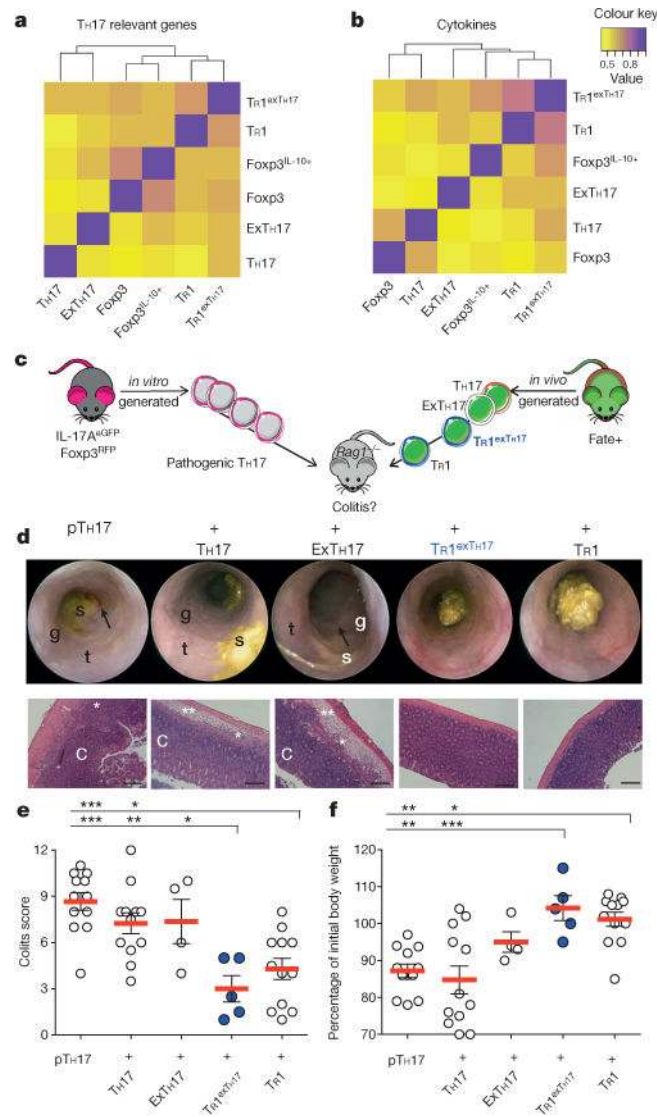 a
TH17 relevant genes
TR1exTH17
TR1
Foxp3IL-10+
Foxp3
ExTH17
TH17
TH17
ExTH17
Foxp3
Foxp3IL-10+
TR1
TR1exTH17
b
Cytokines
Colour key
0.5 0.8
Value
TR1exTH17
TR1
Foxp3IL-10+
ExTH17
TH17
Foxp3
Foxp3
TH17
ExTH17
Foxp3IL-10+
TR1
TR1exTH17
c
IL-17AeGFP
Foxp3RFP
in vitro
generated
Pathogenic TH17
Rag1-/-
Colitis?
TH17
ExTH17
TR1exTH17
TR1
in vivo
generated
Fate+
d
pTH17
+
TH17
+
ExTH17
+
TR1exTH17
+
TR1
s
g
t
g
t
s
t
g
s
*
C
**
*
C
**
*
C
e
*** *
*** ** *
Colits score
12
9
6
3
0
pTH17
+
TH17
+
ExTH17
+
TR1exTH17
+
TR1
f
** *
** ***
Percentage of initial body weight
120
110
100
90
80
70
pTH17
+
TH17
+
ExTH17
+
TR1exTH17
+
TR1